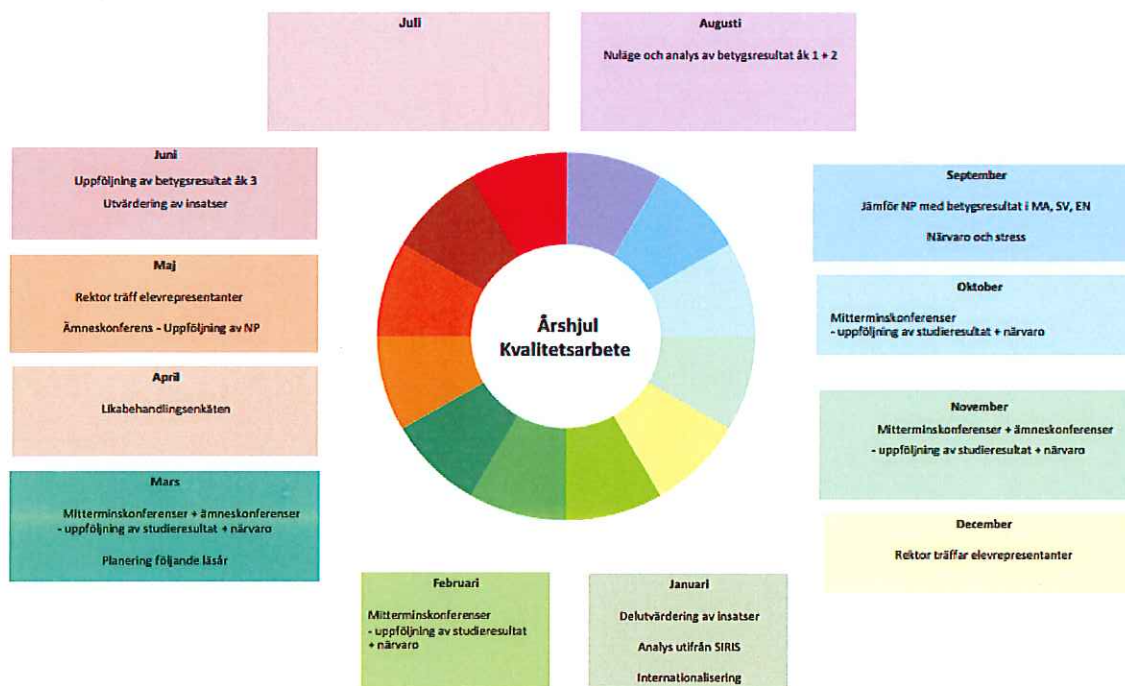 Juli
Augusti
Nuläge och analys av betygsresultat åk 1 + 2
Juni
Uppföljning av betygsresultat åk 3
Utvärdering av insatser
September
Jämför NP med betygsresultat i MA, SV, EN
Närvaro och stress
Maj
Rektor träff elevrepresentanter
Ämneskonferens - Uppföljning av NP
Oktober
Mitterminskonferenser
- uppföljning av studieresultat + närvaro
Årshjul
Kvalitetsarbete
April
Likabehandlingsenkäten
November
Mitterminskonferenser + ämneskonferenser
- uppföljning av studieresultat + närvaro
Mars
Mitterminskonferenser + ämneskonferenser
- uppföljning av studieresultat + närvaro
Planering följande läsår
December
Rektor träffar elevrepresentanter
Februari
Mitterminskonferenser
- uppföljning av studieresultat
+ närvaro
Januari
Delutvärdering av insatser
Analys utifrån SIRIS
Internationalisering